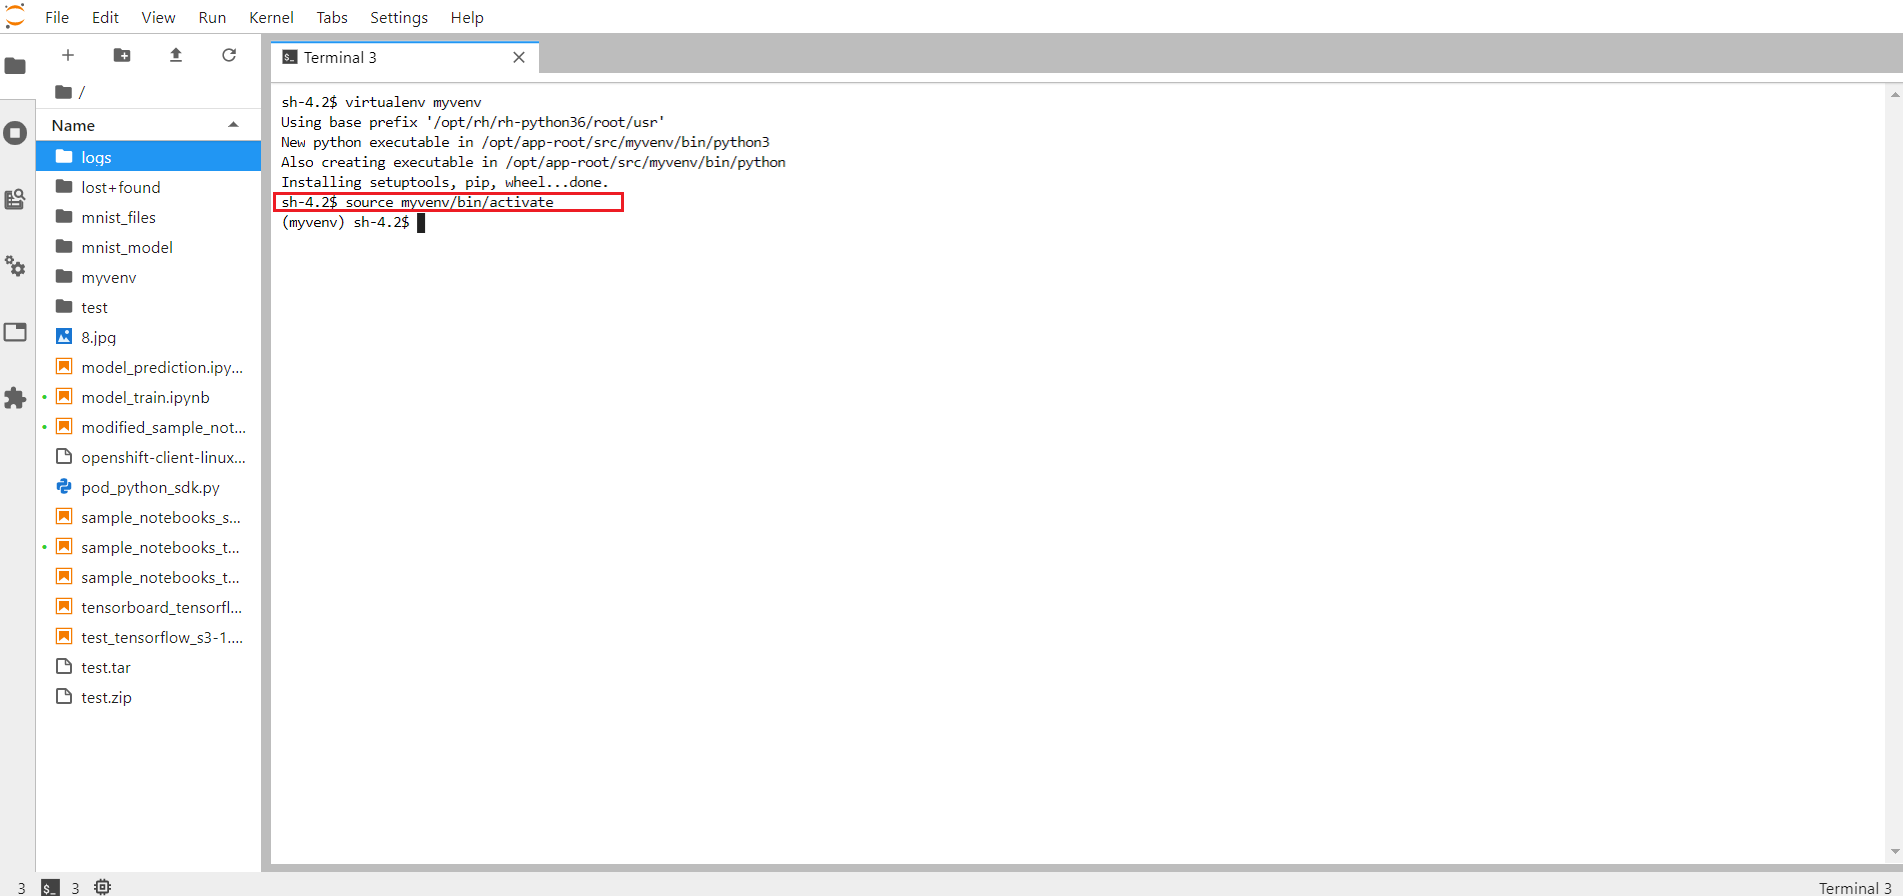 File Edit View Run Kernel Tabs Settings Help
Terminal 3
/
Name
logs
lost+found
mnist_files
mnist_model
myvenv
test
8.jpg
model_prediction.ipy...
model_train.ipynb
modified_sample_not...
openshift-client-linux...
pod_python_sdk.py
sample_notebooks_s...
sample_notebooks_t...
sample_notebooks_t...
tensorboard_tensorfl...
test_tensorflow_s3-1....
test.tar
test.zip
sh-4.2$ virtualenv myvenv
Using base prefix '/opt/rh/rh-python36/root/usr'
New python executable in /opt/app-root/src/myvenv/bin/python3
Also creating executable in /opt/app-root/src/myvenv/bin/python
Installing setuptools, pip, wheel...done.
sh-4.2$ source myvenv/bin/activate
(myvenv) sh-4.2$
3 $_ 3
Terminal 3